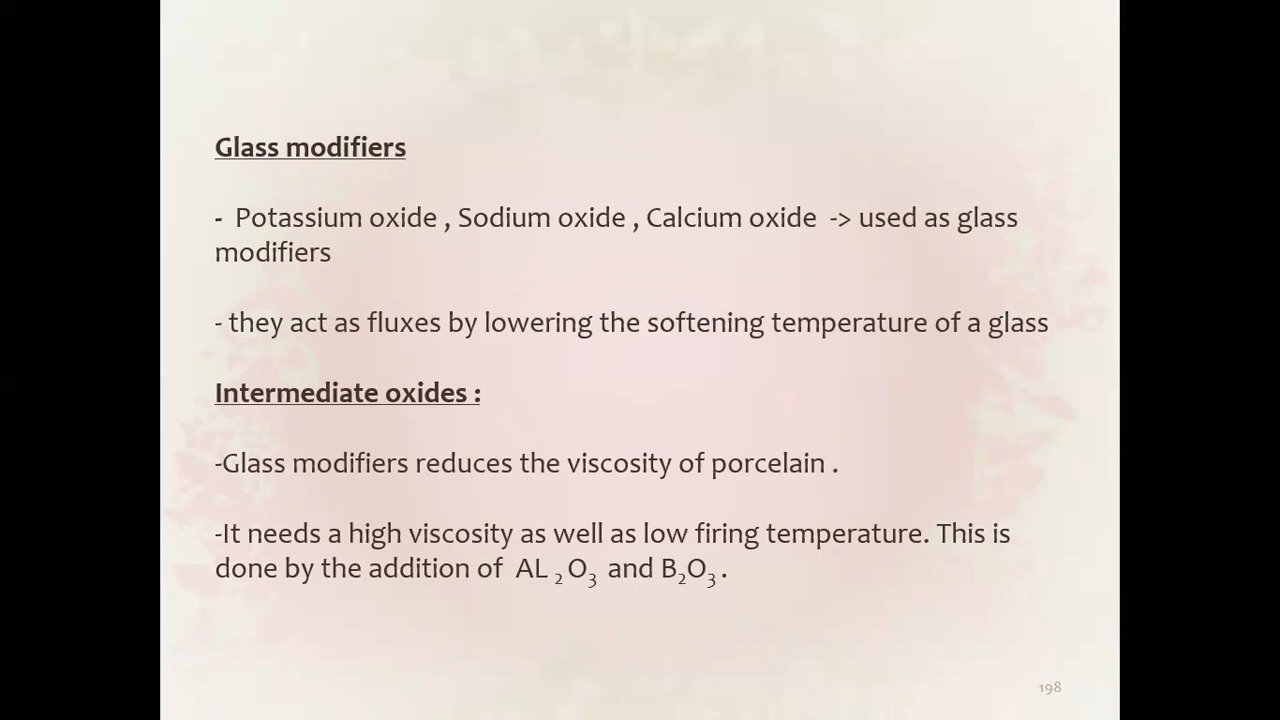 Glass modifiers
- Potassium oxide , Sodium oxide , Calcium oxide -> used as glass
modifiers
- they act as fluxes by lowering the softening temperature of a glass
Intermediate oxides :
-Glass modifiers reduces the viscosity of porcelain .
-It needs a high viscosity as well as low firing temperature. This is
done by the addition of AL ₂ O₃ and B₂O₃ .
198